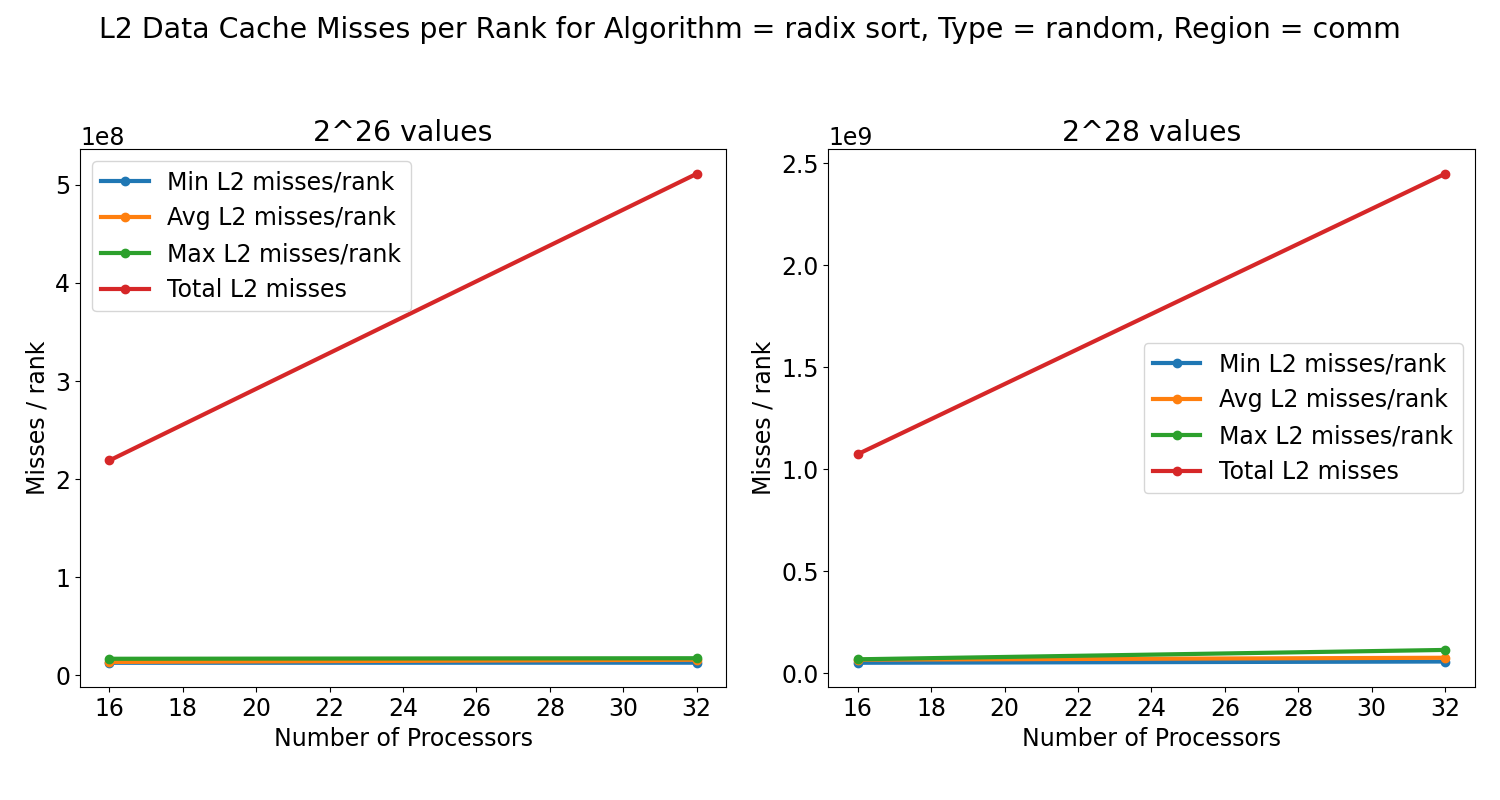 L2 Data Cache Misses per Rank for Algorithm = radix sort, Type = random, Region = comm
2^26 values
1e8
Min L2 misses/rank
Avg L2 misses/rank
Max L2 misses/rank
Total L2 misses
5
4
3
2
1
0
Misses / rank
16 18 20 22 24 26 28 30 32
Number of Processors
2^28 values
1e9
2.5
2.0
1.5
1.0
0.5
0.0
Misses / rank
Min L2 misses/rank
Avg L2 misses/rank
Max L2 misses/rank
Total L2 misses
16 18 20 22 24 26 28 30 32
Number of Processors